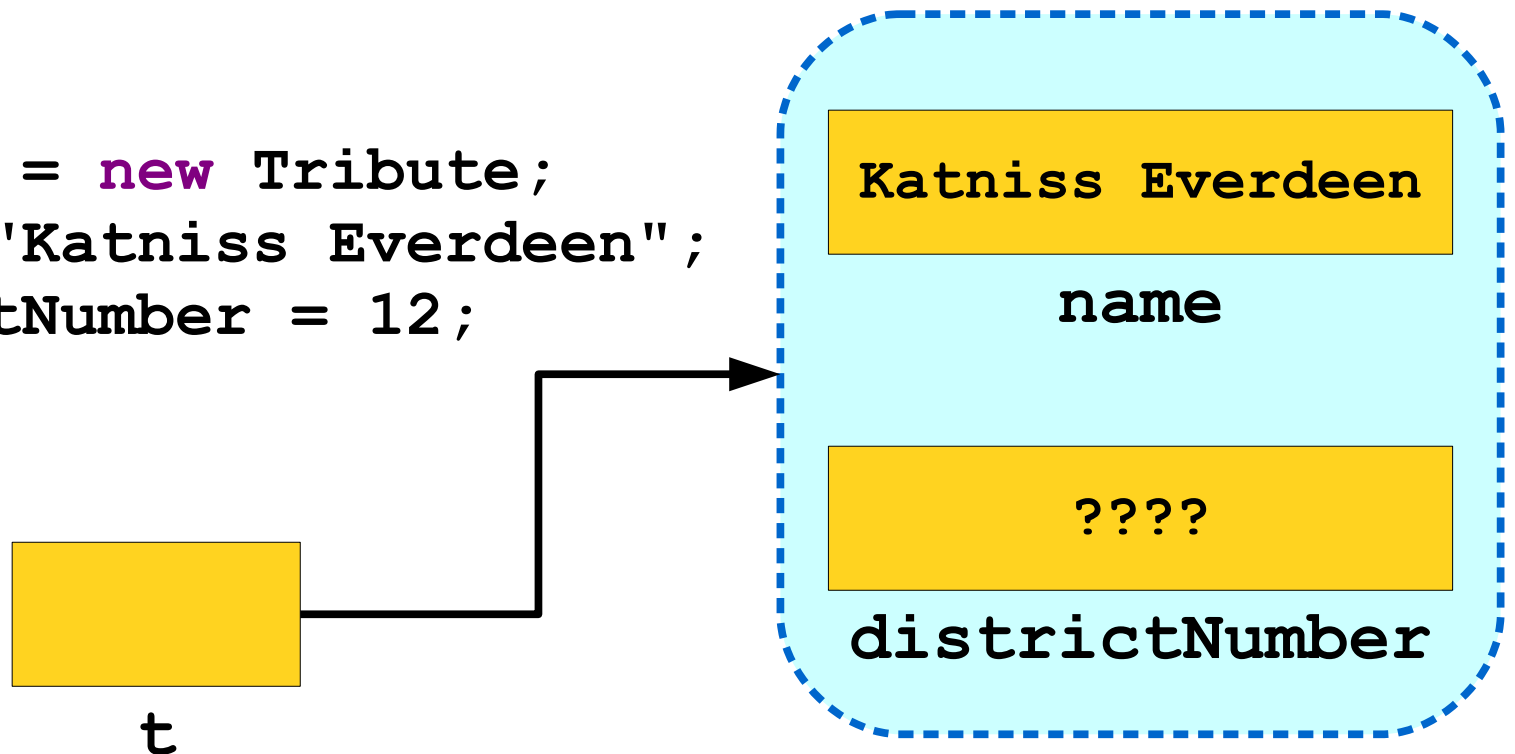 = new Tribute;
"Katniss Everdeen";
tNumber = 12;
Katniss Everdeen
name
????
districtNumber
t